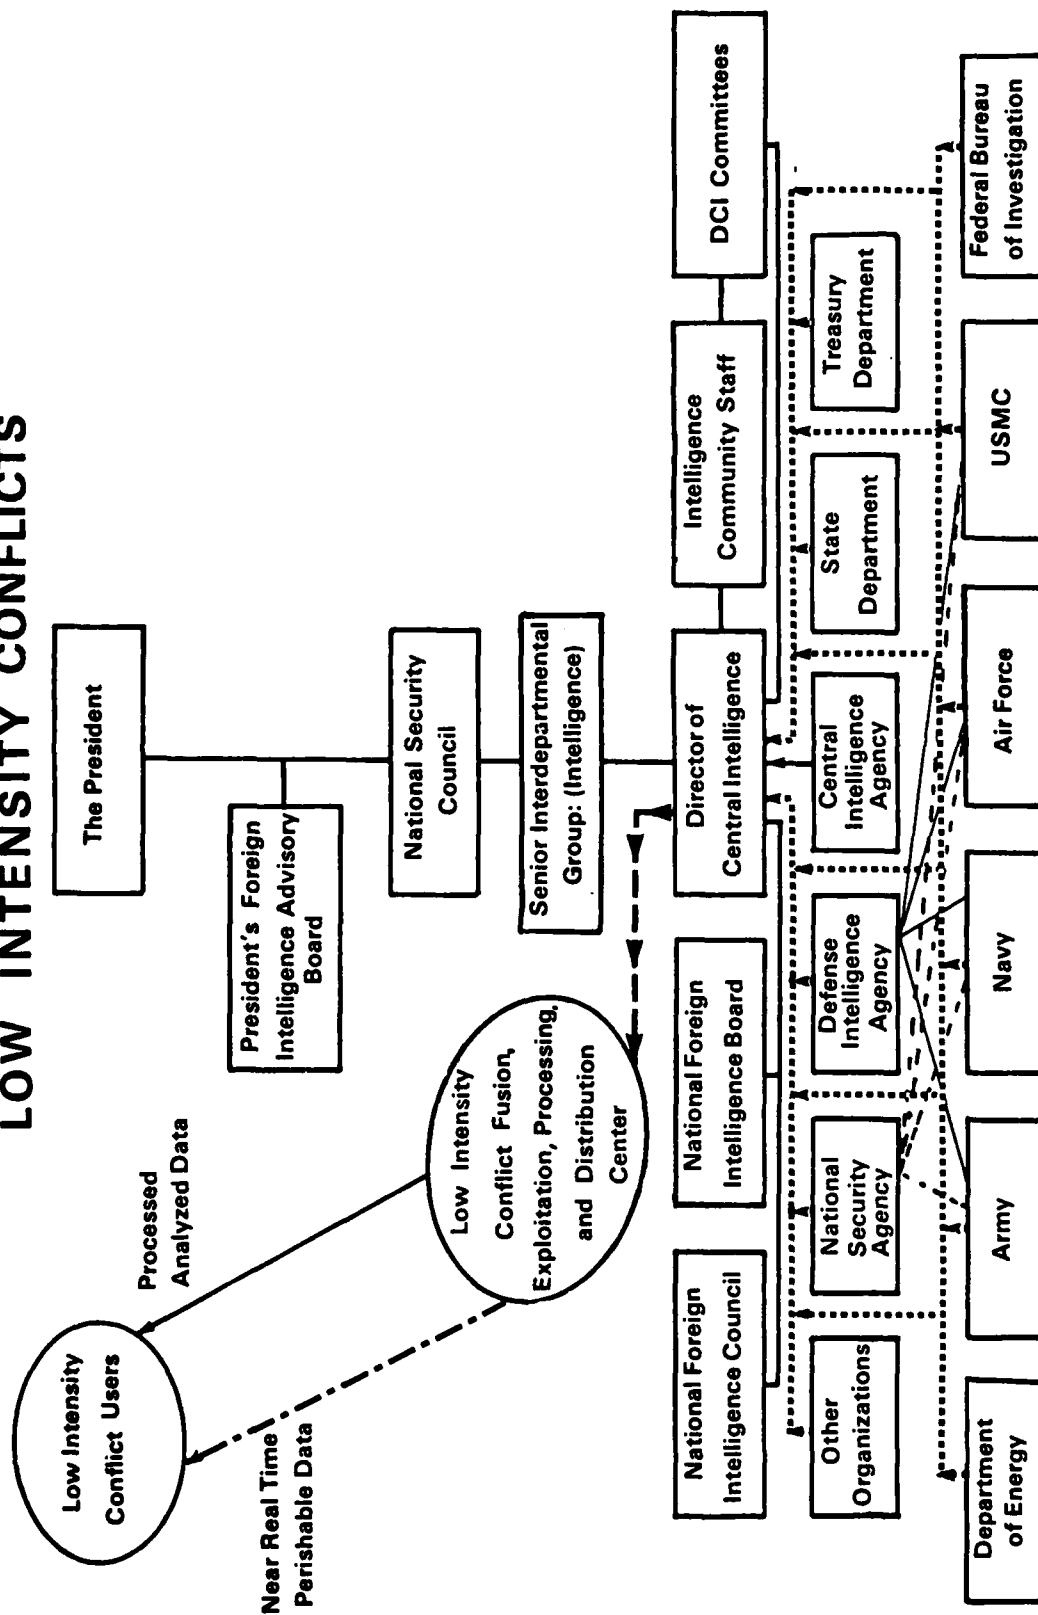 LOW INTENSITY CONFLICTS
The President
President's Foreign
Intelligence Advisory
Board
National Security
Council
Senior Interdepartmental
Group: (Intelligence)
Low Intensity
Conflict Users
Processed
Analyzed Data
Near Real Time
Perishable Data
Low Intensity
Conflict Fusion,
Exploitation, Processing,
and Distribution
Center
National Foreign
Intelligence Council
National Foreign
Intelligence Board
Director of
Central Intelligence
Intelligence
Community Staff
DCI Committees
Other
Organizations
National
Security
Agency
Defense
Intelligence
Agency
Central
Intelligence
Agency
State
Department
Treasury
Department
Department
of Energy
Army
Navy
Air Force
USMC
Federal Bureau
of Investigation